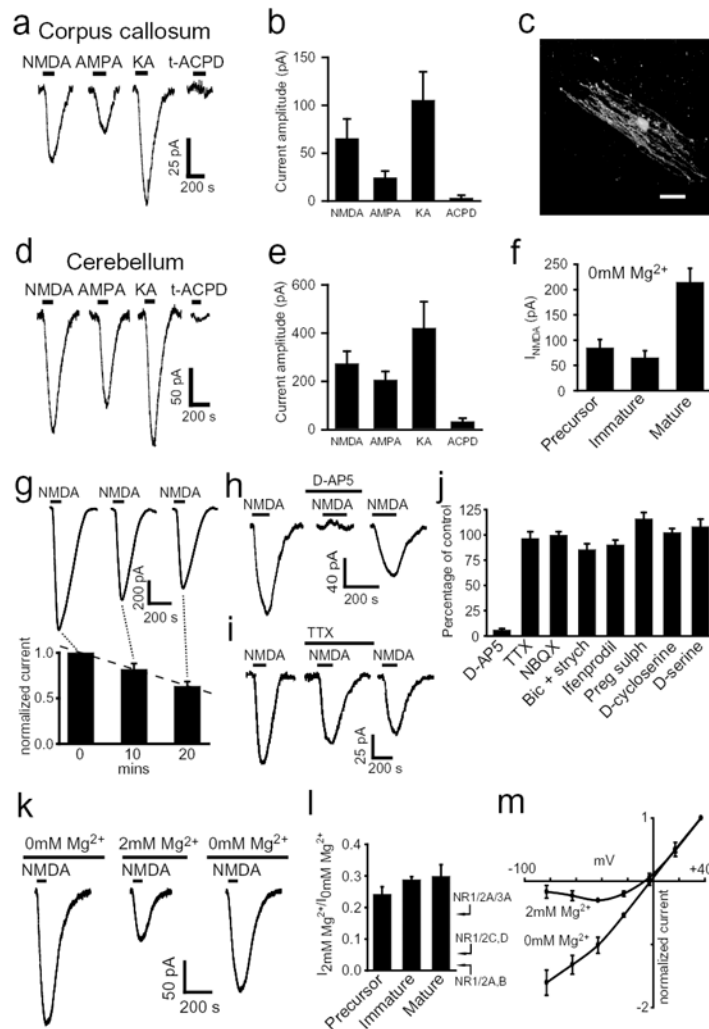 a
Corpus callosum
NMDA AMPA KA t-ACPD
25 pA
200 s
b
Current amplitude (pA)
150
100
50
0
NMDA AMPA KA ACPD
c
d
Cerebellum
NMDA AMPA KA t-ACPD
50 pA
200 s
e
Current amplitude (pA)
600
400
200
0
NMDA AMPA KA ACPD
f
0mM Mg²⁺
I_NMDA (pA)
250
200
150
100
50
0
Precursor
Immature
Mature
g
NMDA NMDA NMDA
200 pA
200 s
normalized current
1.0
0.5
0.0
0 10 20
mins
h
D-AP5
NMDA NMDA NMDA
40 pA
200 s
i
TTX
NMDA NMDA NMDA
25 pA
200 s
j
Percentage of control
125
100
75
50
25
0
D-AP5
TTX
NBQX
Bic + strych
Ifenprodil
Preg sulph
D-cycloserine
D-serine
k
0mM Mg²⁺ 2mM Mg²⁺ 0mM Mg²⁺
NMDA NMDA NMDA
50 pA
200 s
l
I2mM Mg²⁺/I0mM Mg²⁺
0.4
0.3
0.2
0.1
0.0
Precursor
Immature
Mature
NR1/2A/3A
NR1/2C,D
NR1/2A,B
m
1
-100 mV +40
2mM Mg²⁺
0mM Mg²⁺
normalized current
-2